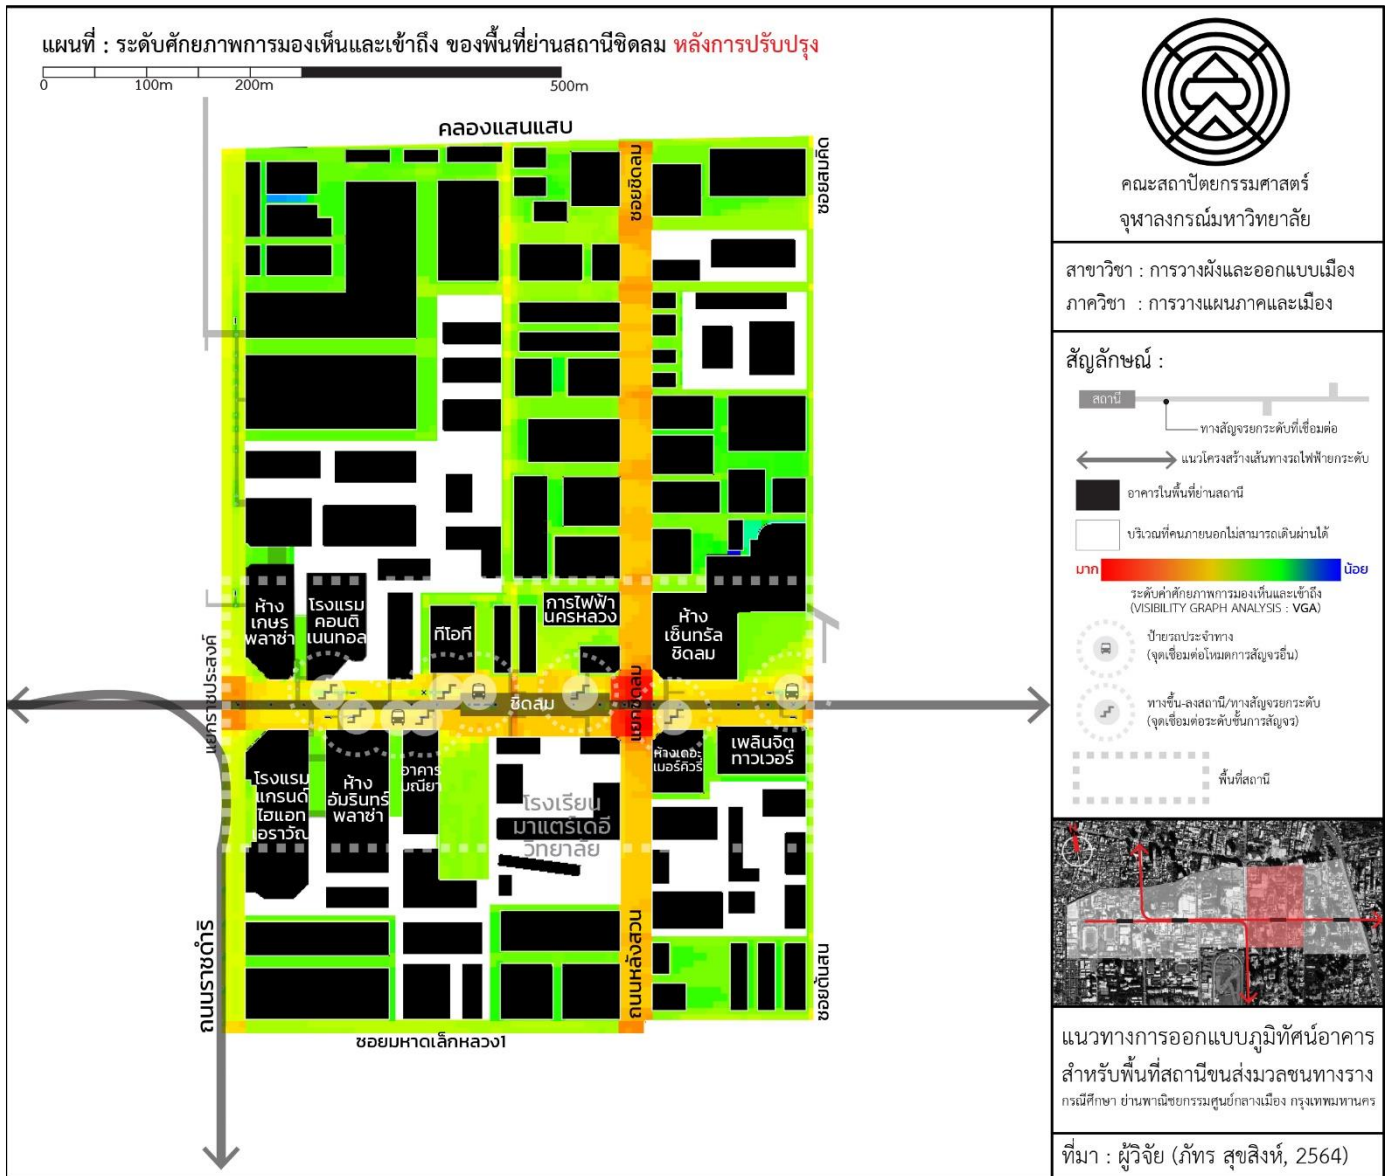 แผนที่ : ระดับศักยภาพการมองเห็นและเข้าถึง ของพื้นที่ย่านสถานีชิดลม หลังการปรับปรุง
0 100m 200m 500m
คลองแสนแสบ
ซอยชิดลม
ซอยสมคิด
ห้าง
เกษร
พลาซ่า
โรงแรม
คอนติ
เนนทอล
ทีโอที
การไฟฟ้า
นครหลวง
ห้าง
เซ็นทรัล
ชิดลม
แยกราชประสงค์
ชิดลม
แยกชิดลม
โรงแรม
แกรนด์
ไฮแอท
เอราวัณ
ห้าง
อัมรินทร์
พลาซ่า
อาคาร
มณียา
โรงเรียน
มาแตร์เดอี
วิทยาลัย
ห้างเดอะ
เมอร์คิวรี่
เพลินจิต
ทาวเวอร์
ถนนราชดำริ
ถนนหลังสวน
ซอยต้นสน
ซอยมหาดเล็กหลวง1
คณะสถาปัตยกรรมศาสตร์
จุฬาลงกรณ์มหาวิทยาลัย
สาขาวิชา : การวางผังและออกแบบเมือง
ภาควิชา : การวางแผนภาคและเมือง
สัญลักษณ์ :
สถานี
ทางสัญจรยกระดับที่เชื่อมต่อ
แนวโครงสร้างเส้นทางรถไฟฟ้ายกระดับ
อาคารในพื้นที่ย่านสถานี
บริเวณที่คนภายนอกไม่สามารถเดินผ่านได้
มาก น้อย
ระดับค่าศักยภาพการมองเห็นและเข้าถึง
(VISIBILITY GRAPH ANALYSIS : VGA)
ป้ายรถประจำทาง
(จุดเชื่อมต่อโหมดการสัญจรอื่น)
ทางขึ้น-ลงสถานี/ทางสัญจรยกระดับ
(จุดเชื่อมต่อระดับชั้นการสัญจร)
พื้นที่สถานี
แนวทางการออกแบบภูมิทัศน์อาคาร
สำหรับพื้นที่สถานีขนส่งมวลชนทางราง
กรณีศึกษา ย่านพาณิชยกรรมศูนย์กลางเมือง กรุงเทพมหานคร
ที่มา : ผู้วิจัย (ภัทร สุขสิงห์, 2564)